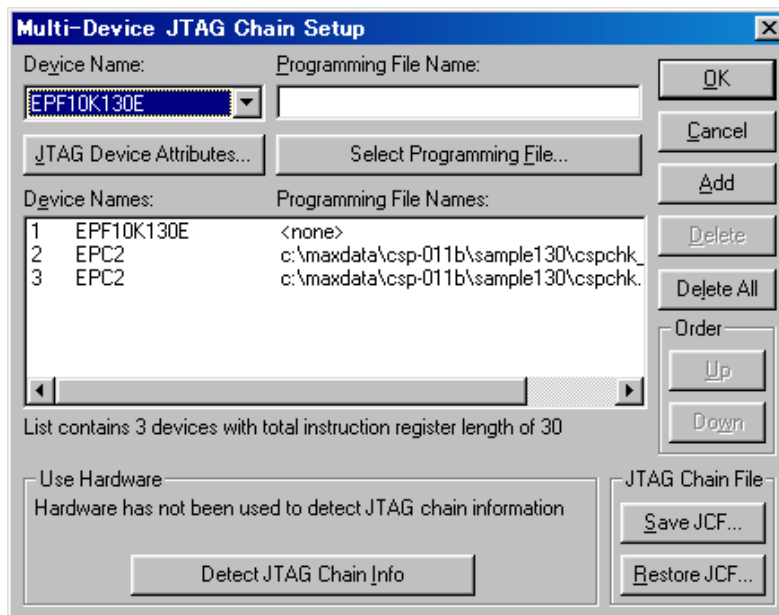 Multi-Device JTAG Chain Setup
Device Name:
Programming File Name:
OK
EPF10K130E
Cancel
JTAG Device Attributes...
Select Programming File...
Add
Device Names:
Programming File Names:
1 EPF10K130E <none>
2 EPC2 c:\maxdata\csp-011b\sample130\cspchk_
3 EPC2 c:\maxdata\csp-011b\sample130\cspchk.
Delete
Delete All
Order
Up
Down
List contains 3 devices with total instruction register length of 30
Use Hardware
Hardware has not been used to detect JTAG chain information
Detect JTAG Chain Info
JTAG Chain File
Save JCF...
Restore JCF...